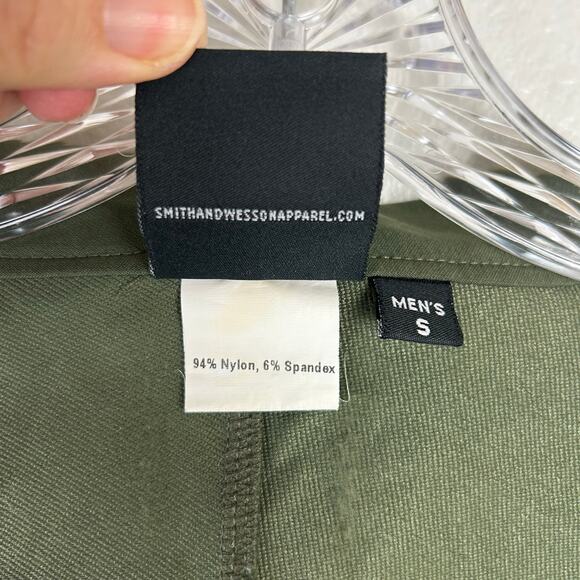 SMITHANDWESSONAPPAREL.COM
MEN'S
S
94% Nylon, 6% Spandex